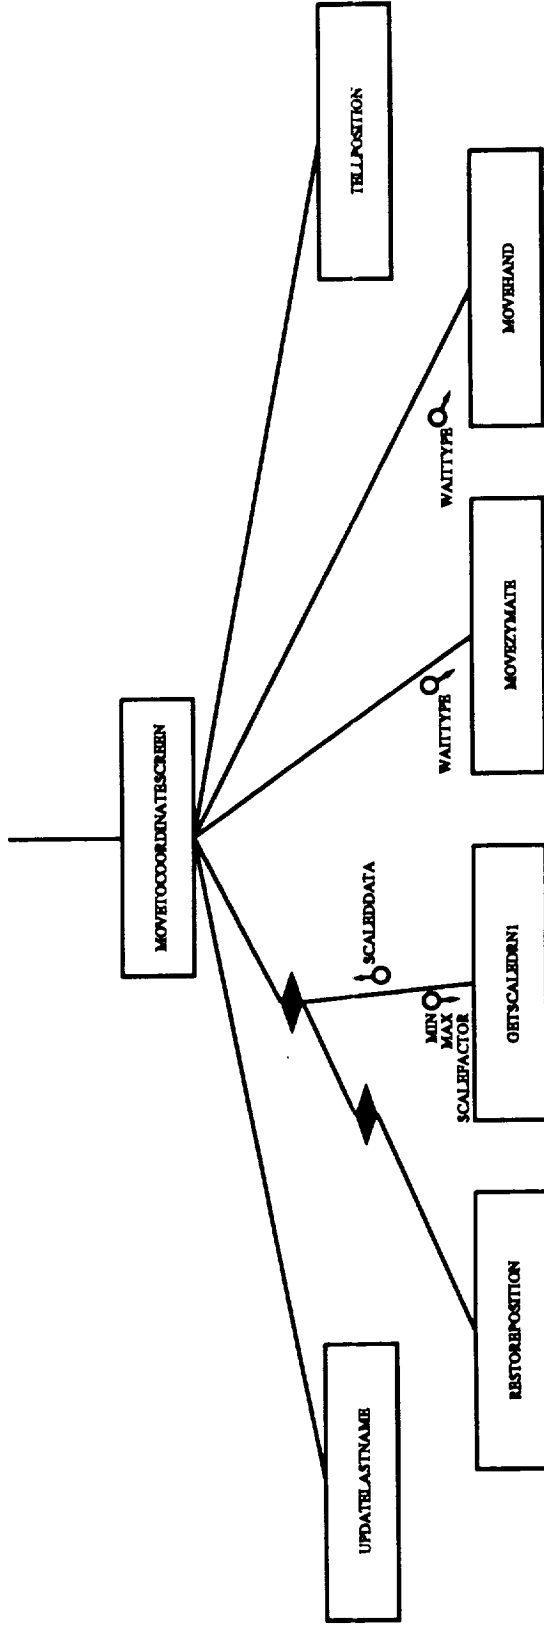 MOVETOCOORDINATESCREEN
UPDATELASTNAME
TELLPOSITION
SCALEDDATA
MIN
MAX
SCALEFACTOR
WAITTYPE
WAITTYPE
RESTOREPOSITION
GETSCALEDRN1
MOVEZYMATE
MOVEHAND